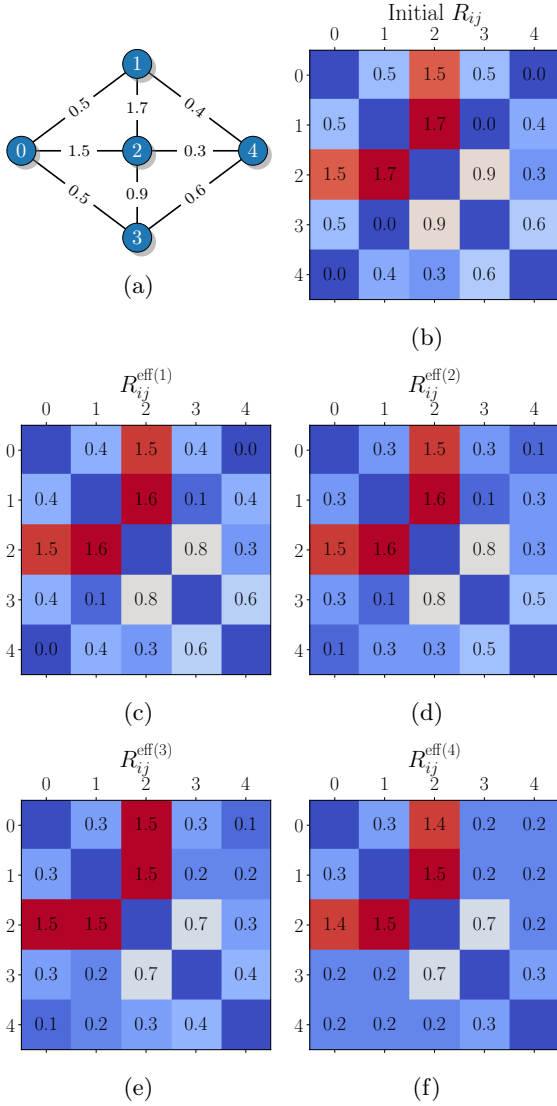 1
0.5 0.4
1.7
0 1.5 2 0.3 4
0.9
0.5 0.6
3
(a)
Initial R_{ij}
0 1 2 3 4
0 0.5 1.5 0.5 0.0
1 0.5 1.7 0.0 0.4
2 1.5 1.7 0.9 0.3
3 0.5 0.0 0.9 0.6
4 0.0 0.4 0.3 0.6
(b)
R_{ij}^{eff(1)}
0 1 2 3 4
0 0.4 1.5 0.4 0.0
1 0.4 1.6 0.1 0.4
2 1.5 1.6 0.8 0.3
3 0.4 0.1 0.8 0.6
4 0.0 0.4 0.3 0.6
(c)
R_{ij}^{eff(2)}
0 1 2 3 4
0 0.3 1.5 0.3 0.1
1 0.3 1.6 0.1 0.3
2 1.5 1.6 0.8 0.3
3 0.3 0.1 0.8 0.5
4 0.1 0.3 0.3 0.5
(d)
R_{ij}^{eff(3)}
0 1 2 3 4
0 0.3 1.5 0.3 0.1
1 0.3 1.5 0.2 0.2
2 1.5 1.5 0.7 0.3
3 0.3 0.2 0.7 0.4
4 0.1 0.2 0.3 0.4
(e)
R_{ij}^{eff(4)}
0 1 2 3 4
0 0.3 1.4 0.2 0.2
1 0.3 1.5 0.2 0.2
2 1.4 1.5 0.7 0.2
3 0.2 0.2 0.7 0.3
4 0.2 0.2 0.2 0.3
(f)